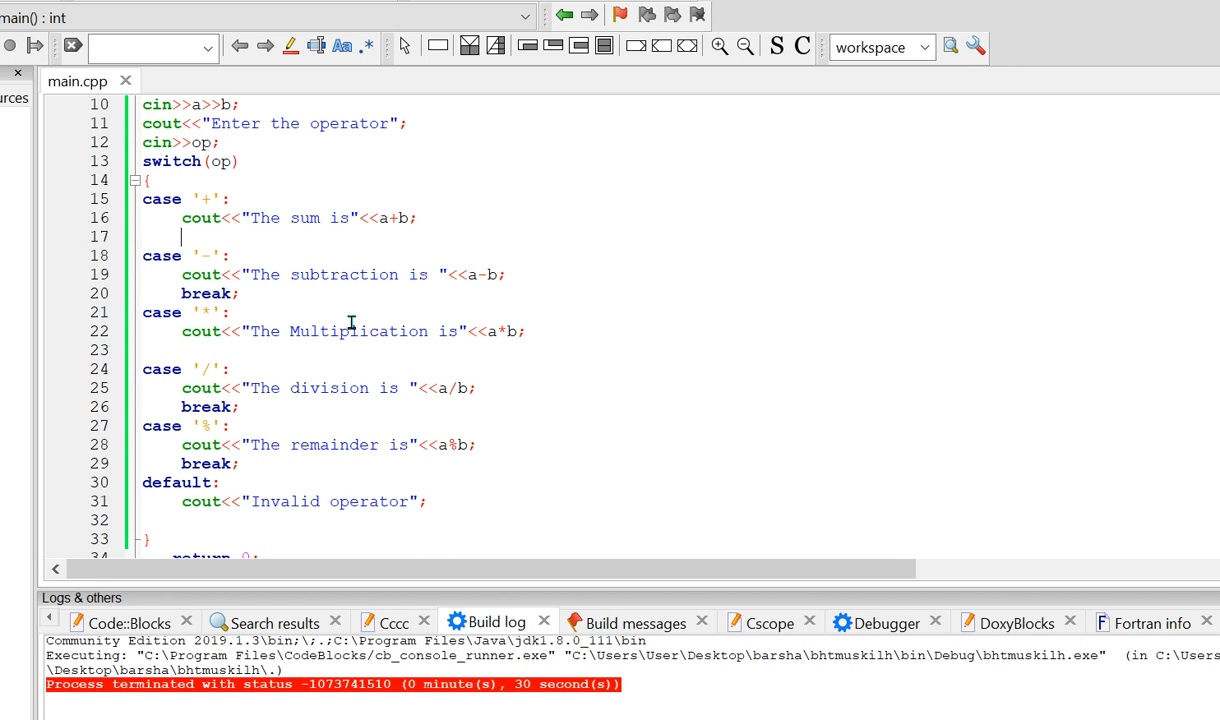 main() : int
Aa .*
S C workspace
main.cpp
urces
10 cin>>a>>b;
11 cout<<"Enter the operator";
12 cin>>op;
13 switch(op)
14 {
15 case '+':
16 cout<<"The sum is"<<a+b;
17
18 case '-':
19 cout<<"The subtraction is "<<a-b;
20 break;
21 case '*':
22 cout<<"The Multiplication is"<<a*b;
23
24 case '/':
25 cout<<"The division is "<<a/b;
26 break;
27 case '%':
28 cout<<"The remainder is"<<a%b;
29 break;
30 default:
31 cout<<"Invalid operator";
32
33 }
34 return 0;
Logs & others
Code::Blocks Search results Cccc Build log Build messages Cscope Debugger DoxyBlocks Fortran info
Community Edition 2019.1.3\bin;\;.;C:\Program Files\Java\jdk1.8.0_111\bin
Executing: "C:\Program Files\CodeBlocks/cb_console_runner.exe" "C:\Users\User\Desktop\barsha\bhtmuskilh\bin\Debug\bhtmuskilh.exe" (in C:\Users
\Desktop\barsha\bhtmuskilh\.)
Process terminated with status -1073741510 (0 minute(s), 30 second(s))